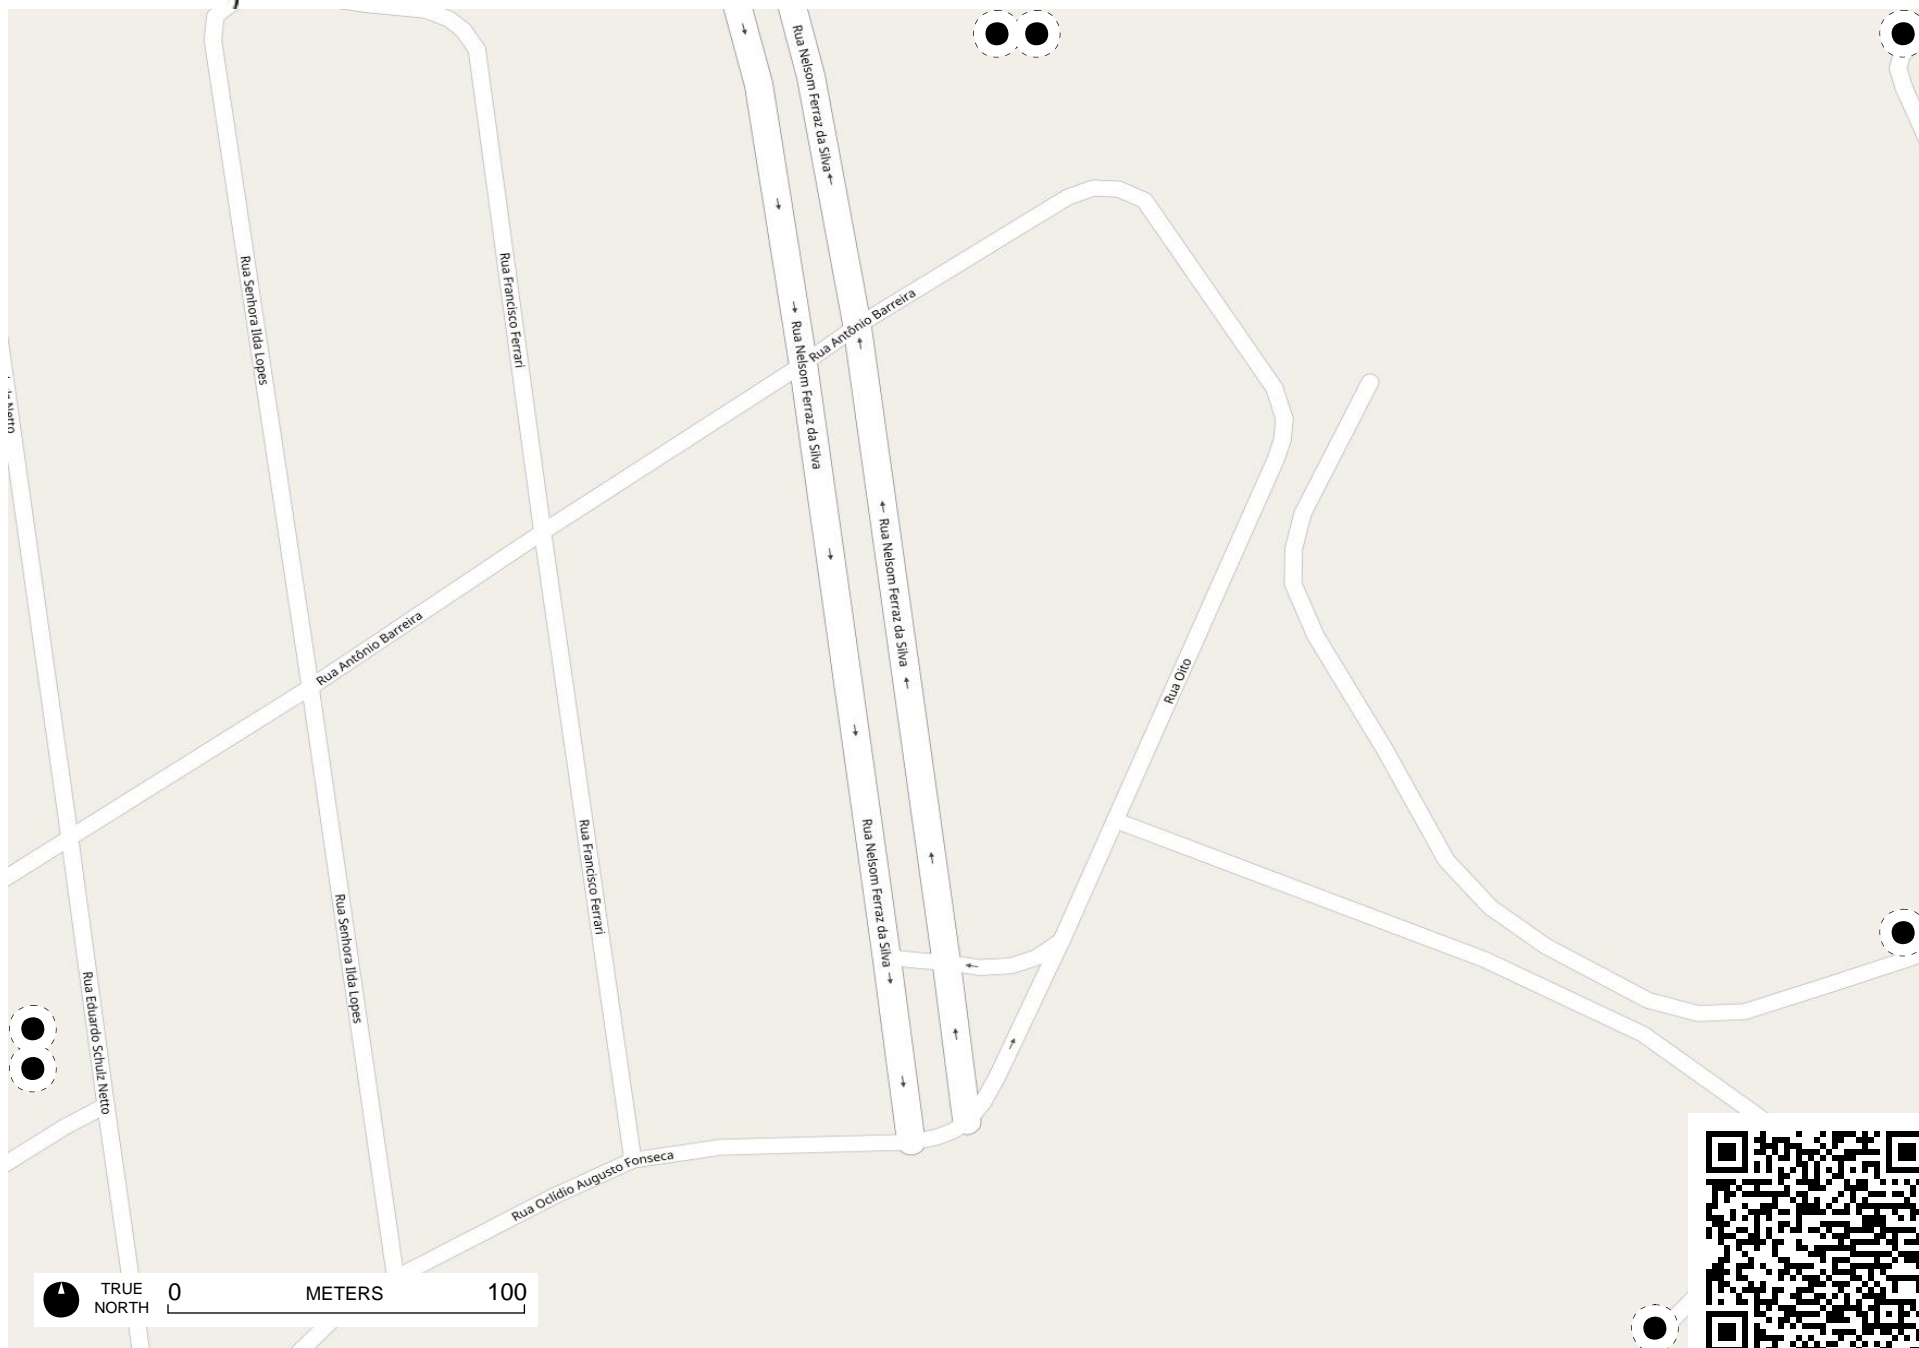 Rua Nelsom Ferraz da Silva
Rua Senhora Ilda Lopes
Rua Francisco Ferrari
Rua Antônio Barreira
Rua Nelsom Ferraz da Silva
Netto
Rua Nelsom Ferraz da Silva
Rua Antônio Barreira
Rua Oito
Rua Francisco Ferrari
Rua Nelsom Ferraz da Silva
Rua Senhora Ilda Lopes
Rua Eduardo Schulz Netto
Rua Oclídio Augusto Fonseca
TRUE
NORTH
0 METERS 100